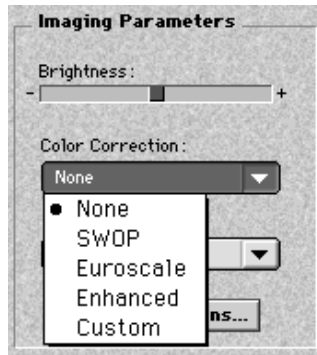 Imaging Parameters
Brightness:
- +
Color Correction:
None
None
SWOP
Euroscale
Enhanced
Custom
ns...